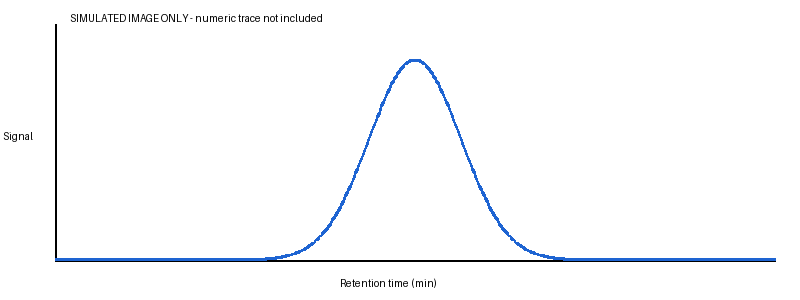 SIMULATED IMAGE ONLY - numeric trace not included
Signal
Retention time (min)